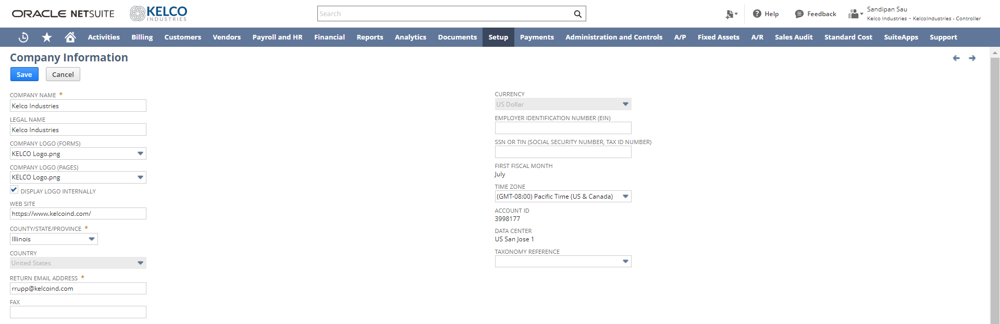 ORACLE NETSUITE
KELCO
INDUSTRIES
Search
Help
Feedback
Sandipan Sau
Kelco Industries - KelcoIndustries - Controller
Activities Billing Customers Vendors Payroll and HR Financial Reports Analytics Documents Setup Payments Administration and Controls A/P Fixed Assets A/R Sales Audit Standard Cost SuiteApps Support
Company Information
Save
Cancel
COMPANY NAME *
Kelco Industries
LEGAL NAME
Kelco Industries
COMPANY LOGO (FORMS)
KELCO Logo.png
COMPANY LOGO (PAGES)
KELCO Logo.png
DISPLAY LOGO INTERNALLY
WEB SITE
https://www.kelcoind.com/
COUNTY/STATE/PROVINCE *
Illinois
COUNTRY
United States
RETURN EMAIL ADDRESS *
rrupp@kelcoind.com
FAX
CURRENCY
US Dollar
EMPLOYER IDENTIFICATION NUMBER (EIN)
SSN OR TIN (SOCIAL SECURITY NUMBER, TAX ID NUMBER)
FIRST FISCAL MONTH
July
TIME ZONE
(GMT-08:00) Pacific Time (US & Canada)
ACCOUNT ID
3998177
DATA CENTER
US San Jose 1
TAXONOMY REFERENCE